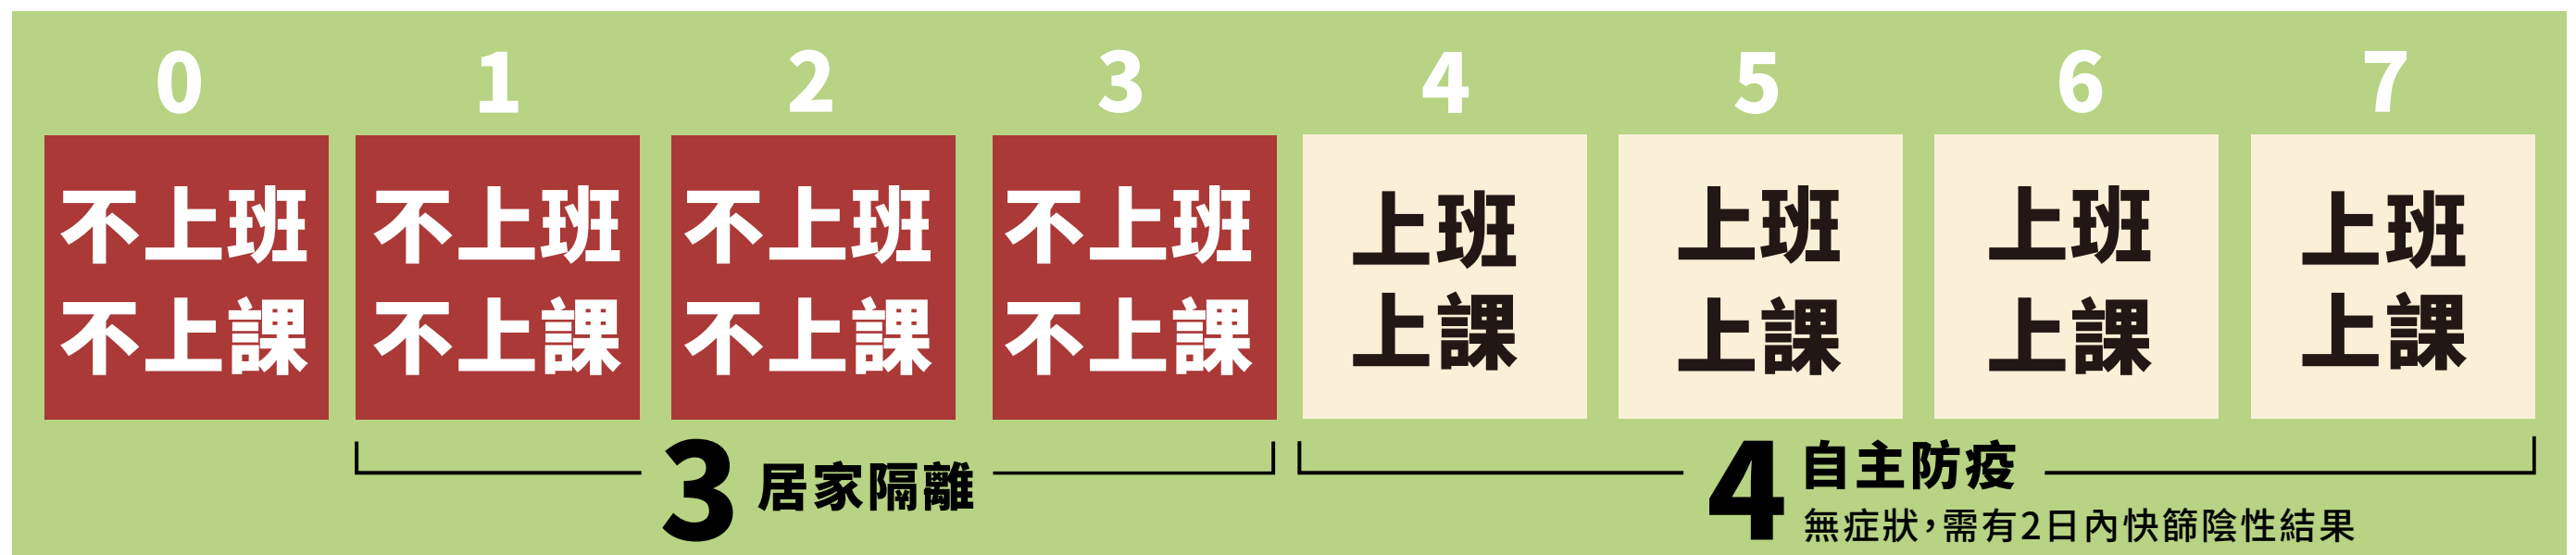 0 1 2 3 4 5 6 7
不上班 不上班 不上班 不上班 上班 上班 上班 上班
不上課 不上課 不上課 不上課 上課 上課 上課 上課
3 居家隔離
4 自主防疫
無症狀，需有2日內快篩陰性結果